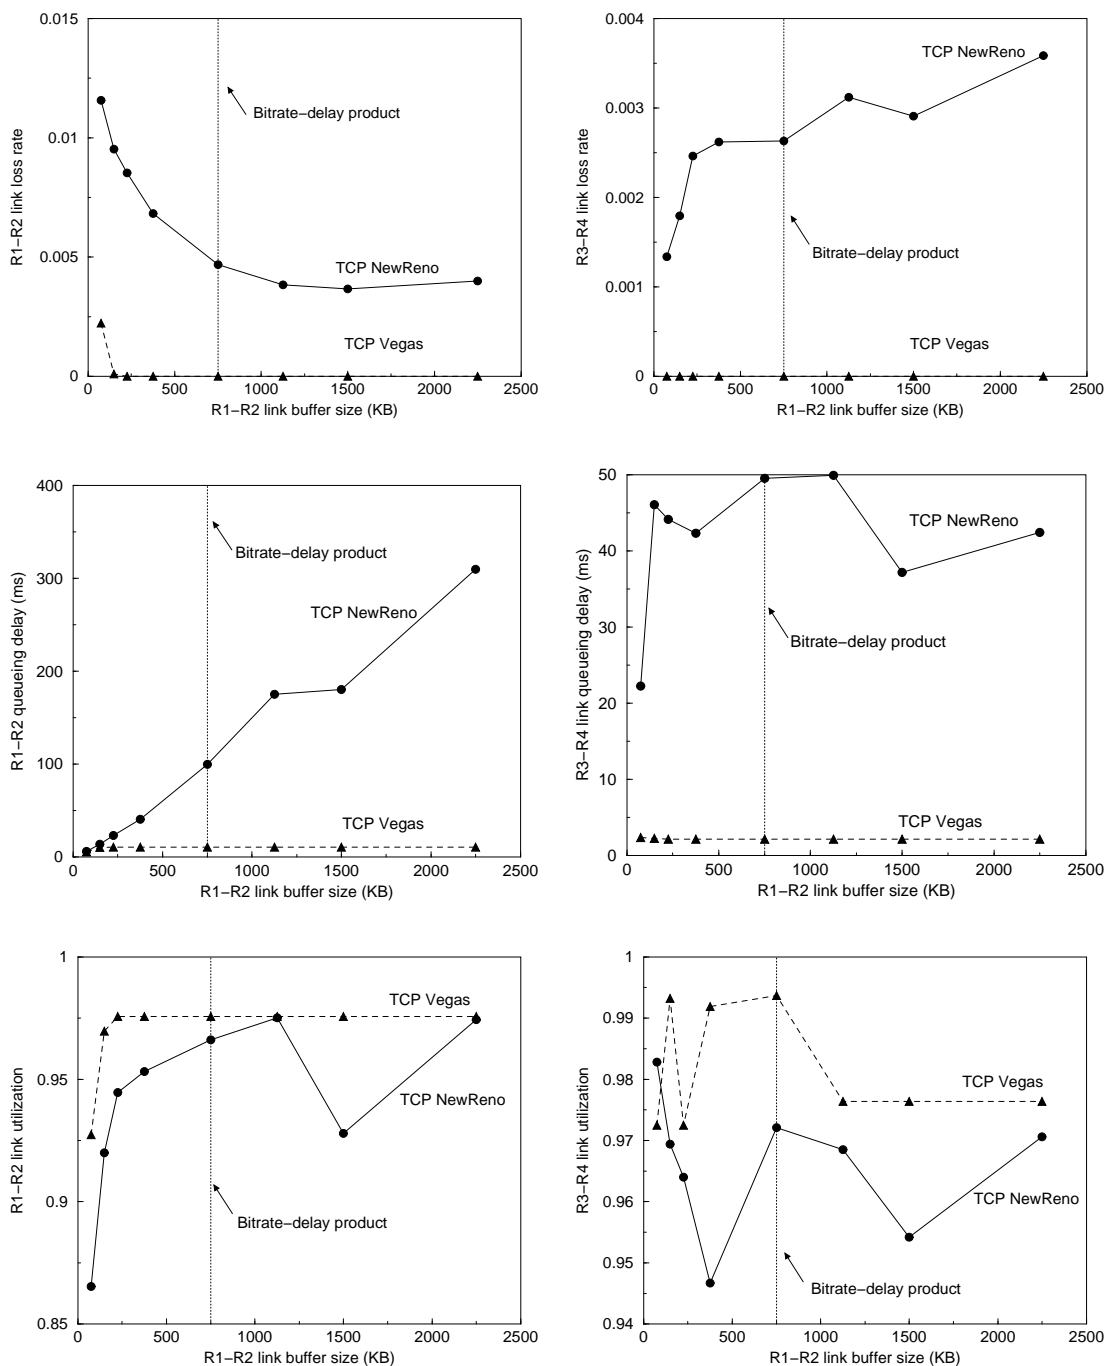 0.015
0.01
0.005
0
R1−R2 link loss rate
Bitrate−delay product
TCP NewReno
TCP Vegas
0 500 1000 1500 2000 2500
R1−R2 link buffer size (KB)
0.004
0.003
0.002
0.001
0
R3−R4 link loss rate
TCP NewReno
Bitrate−delay product
TCP Vegas
0 500 1000 1500 2000 2500
R1−R2 link buffer size (KB)
400
300
200
100
0
R1−R2 queueing delay (ms)
Bitrate−delay product
TCP NewReno
TCP Vegas
0 500 1000 1500 2000 2500
R1−R2 link buffer size (KB)
50
40
30
20
10
0
R3−R4 link queueing delay (ms)
TCP NewReno
Bitrate−delay product
TCP Vegas
0 500 1000 1500 2000 2500
R1−R2 link buffer size (KB)
1
0.95
0.9
0.85
R1−R2 link utilization
TCP Vegas
TCP NewReno
Bitrate−delay product
0 500 1000 1500 2000 2500
R1−R2 link buffer size (KB)
1
0.99
0.98
0.97
0.96
0.95
0.94
R3−R4 link utilization
TCP Vegas
TCP NewReno
Bitrate−delay product
0 500 1000 1500 2000 2500
R1−R2 link buffer size (KB)